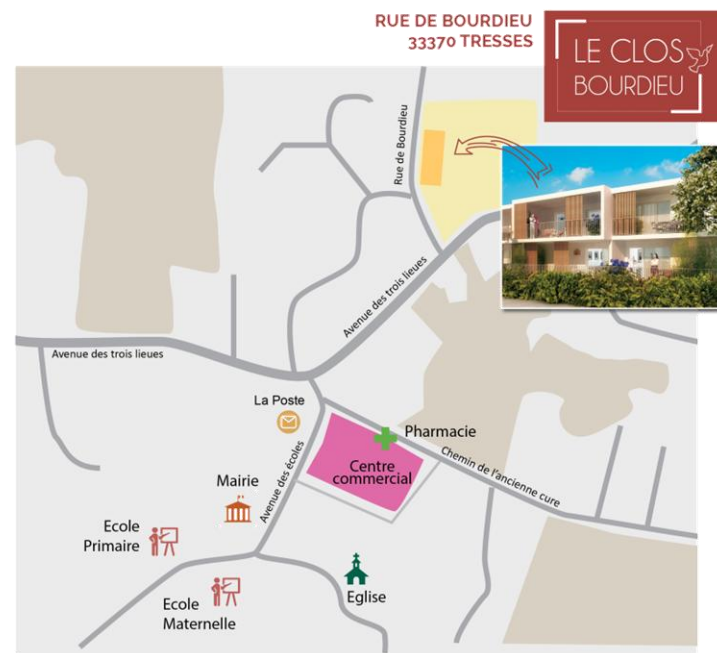 RUE DE BOURDIEU
33370 TRESSES
LE CLOS
BOURDIEU
Rue de Bourdieu
Avenue des trois lieues
Avenue des trois lieues
La Poste
Pharmacie
Centre
commercial
Chemin de l'ancienne cure
Avenue des écoles
Mairie
Ecole
Primaire
Ecole
Maternelle
Eglise